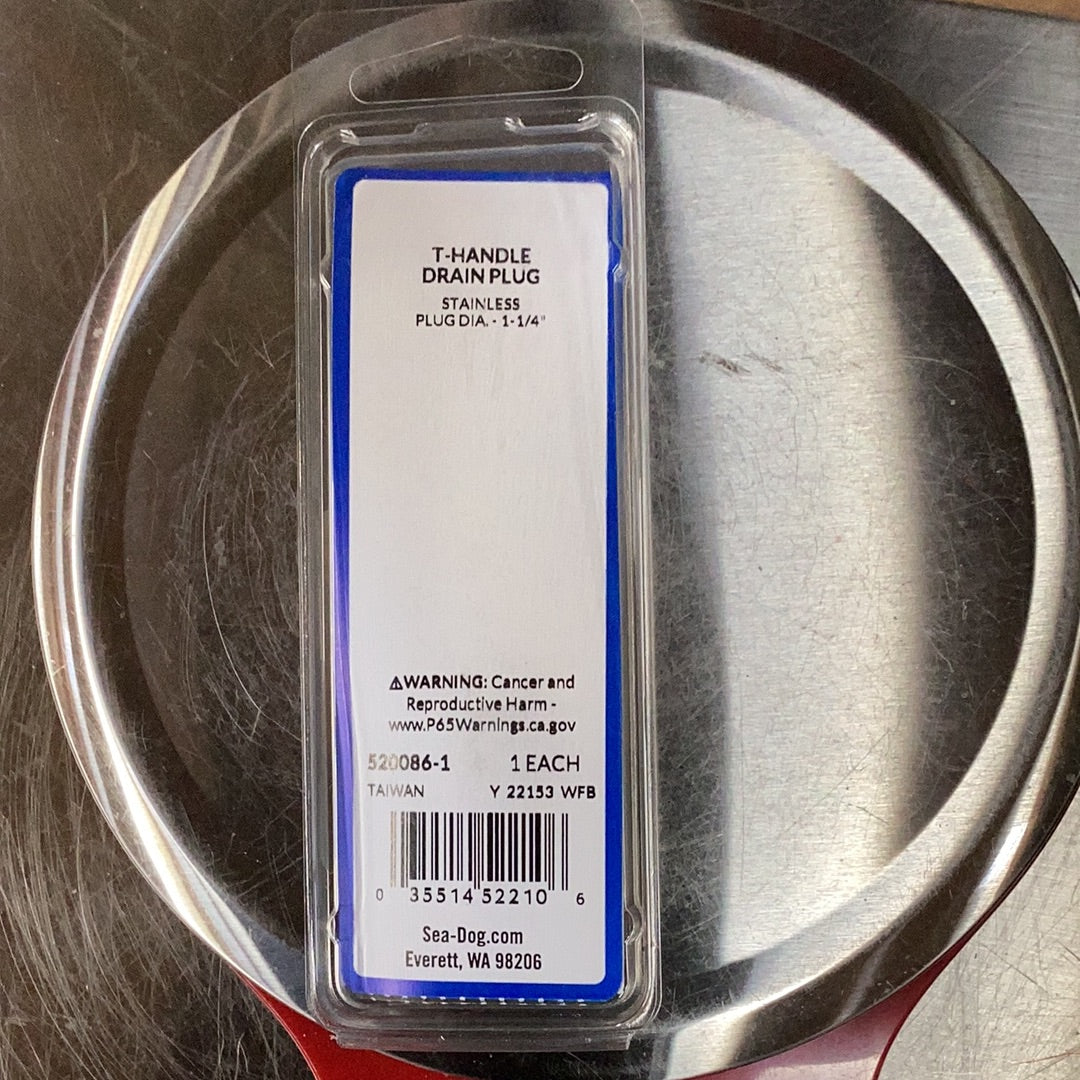 T-HANDLE
DRAIN PLUG
STAINLESS
PLUG DIA. - 1-1/4"
⚠WARNING: Cancer and
Reproductive Harm -
www.P65Warnings.ca.gov
520086-1 1 EACH
TAIWAN Y 22153 WFB
0 35514 52210 6
Sea-Dog.com
Everett, WA 98206